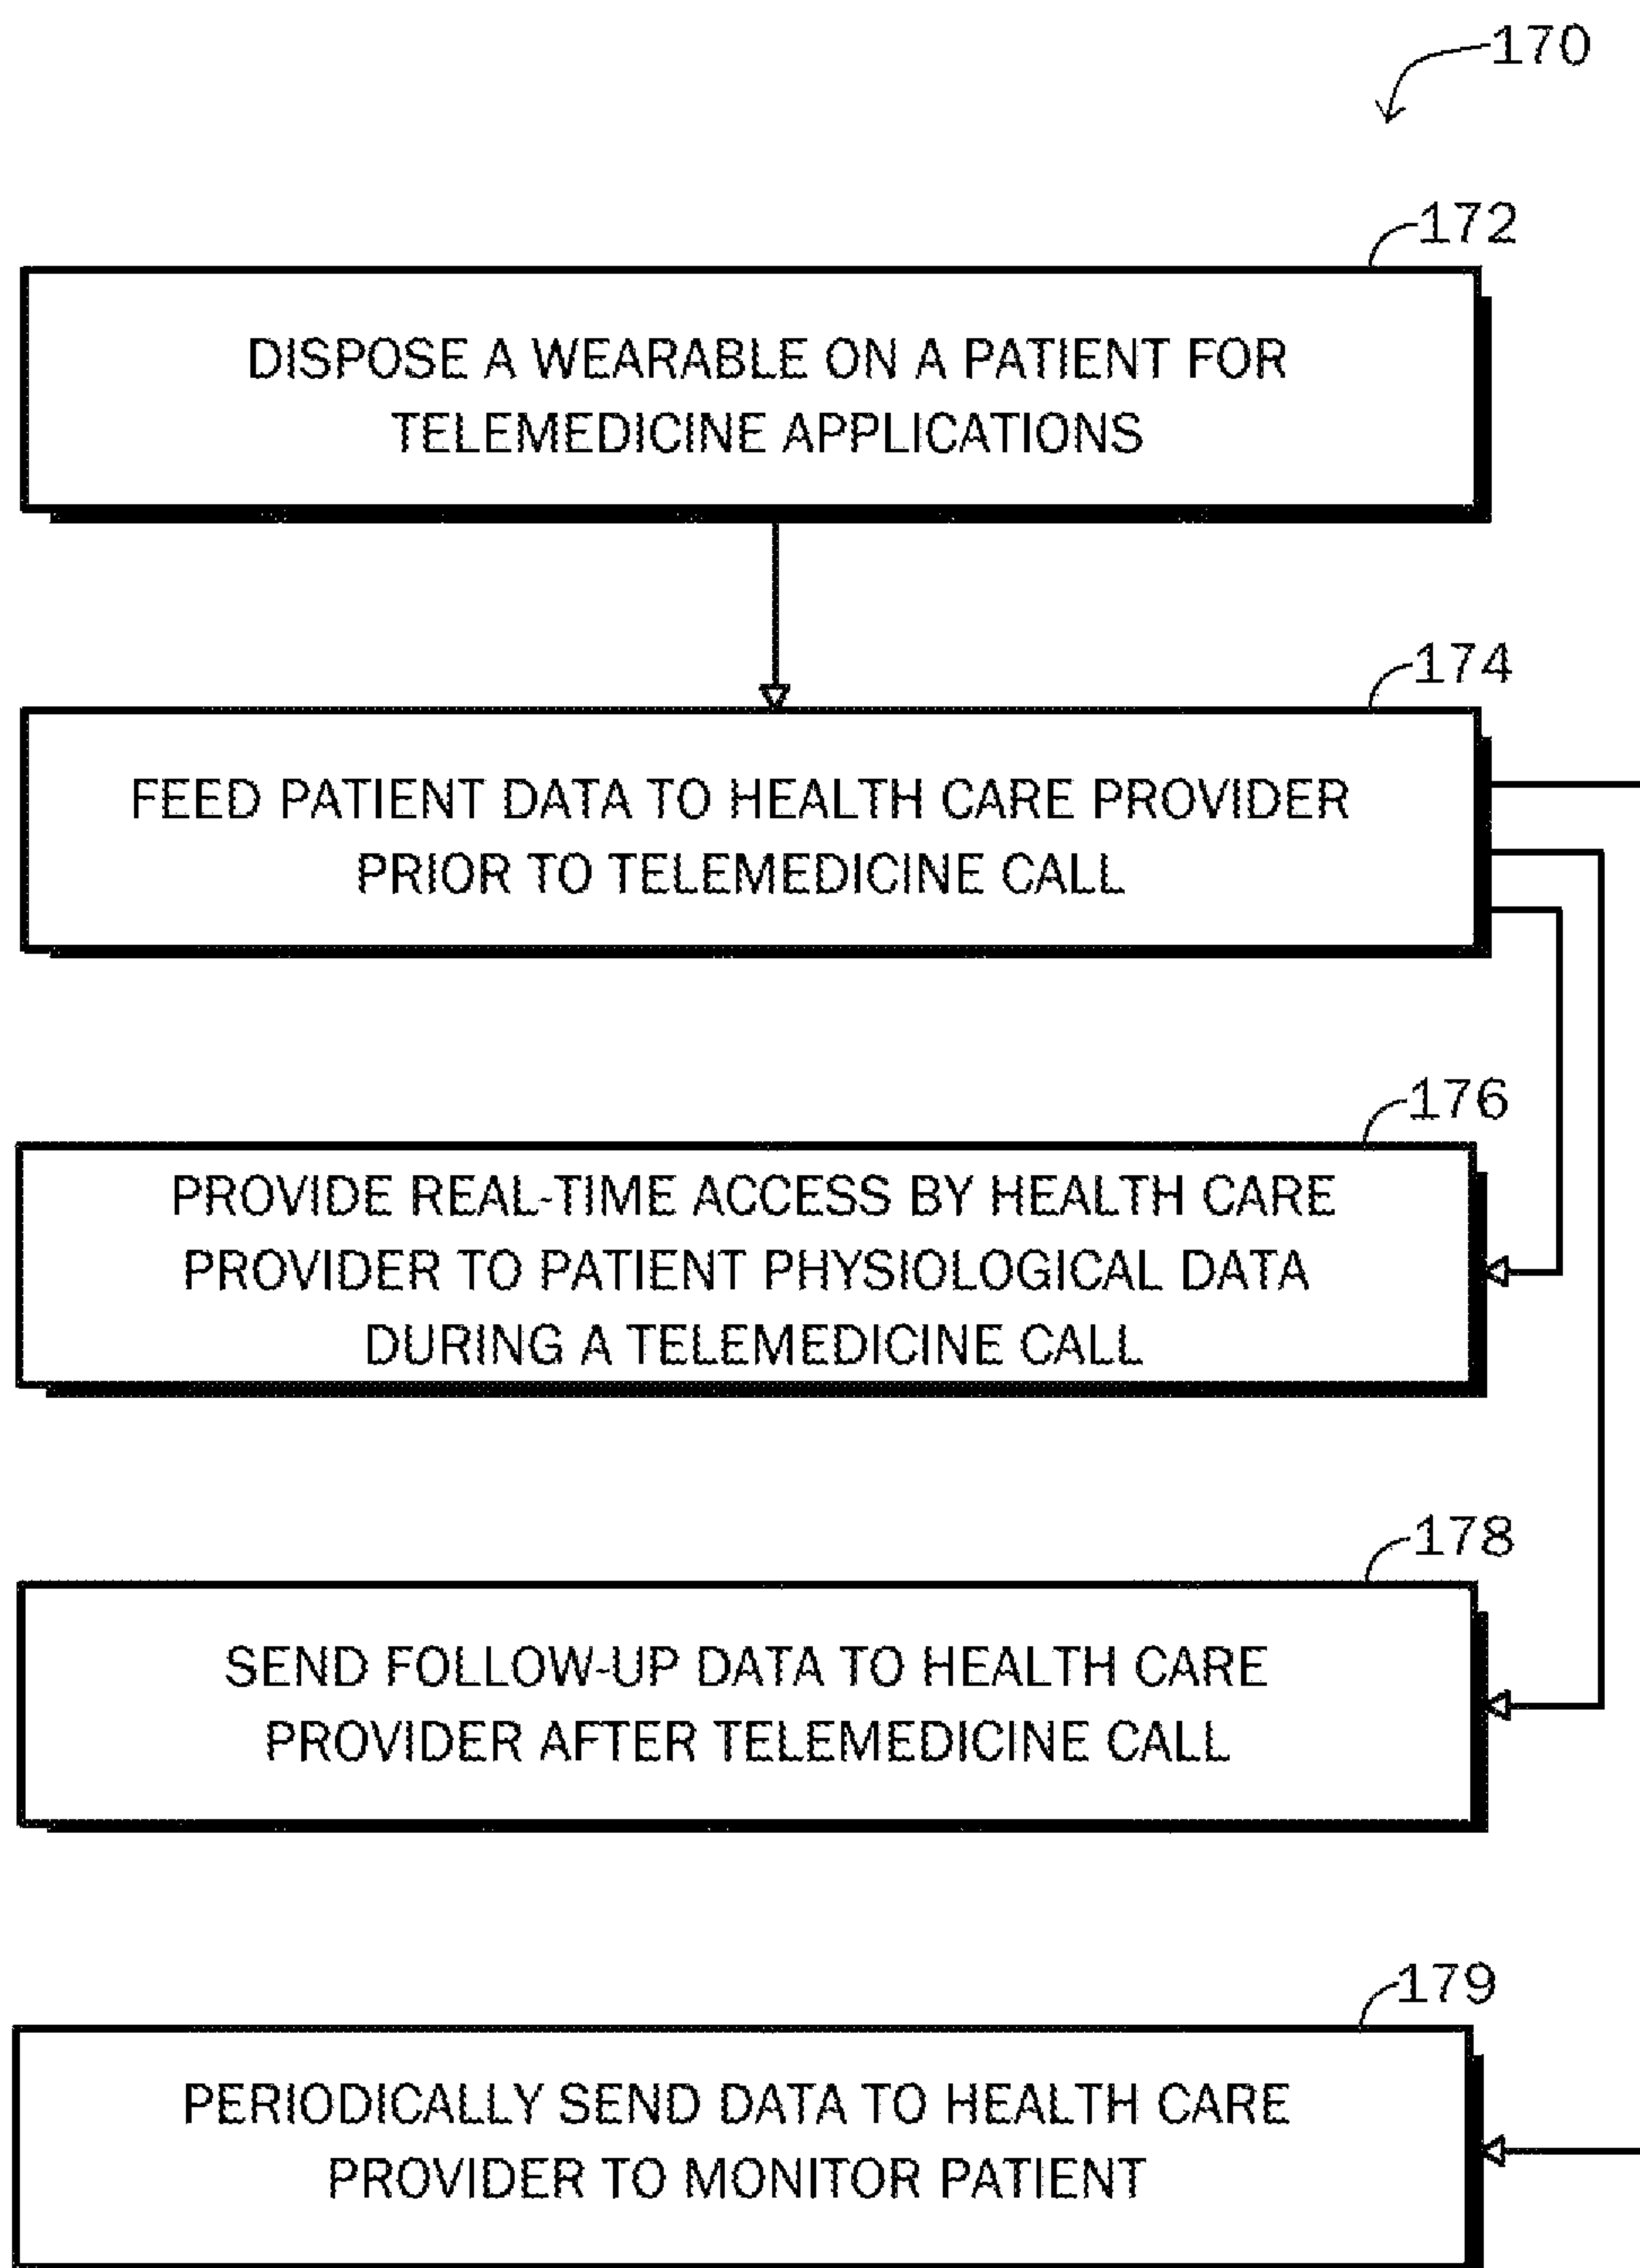 170
172
DISPOSE A WEARABLE ON A PATIENT FOR
TELEMEDICINE APPLICATIONS
174
FEED PATIENT DATA TO HEALTH CARE PROVIDER
PRIOR TO TELEMEDICINE CALL
176
PROVIDE REAL-TIME ACCESS BY HEALTH CARE
PROVIDER TO PATIENT PHYSIOLOGICAL DATA
DURING A TELEMEDICINE CALL
178
SEND FOLLOW-UP DATA TO HEALTH CARE
PROVIDER AFTER TELEMEDICINE CALL
179
PERIODICALLY SEND DATA TO HEALTH CARE
PROVIDER TO MONITOR PATIENT